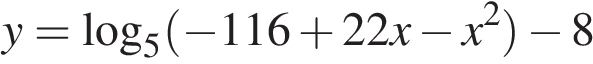 y = log₅(−116 + 22x − x²) − 8